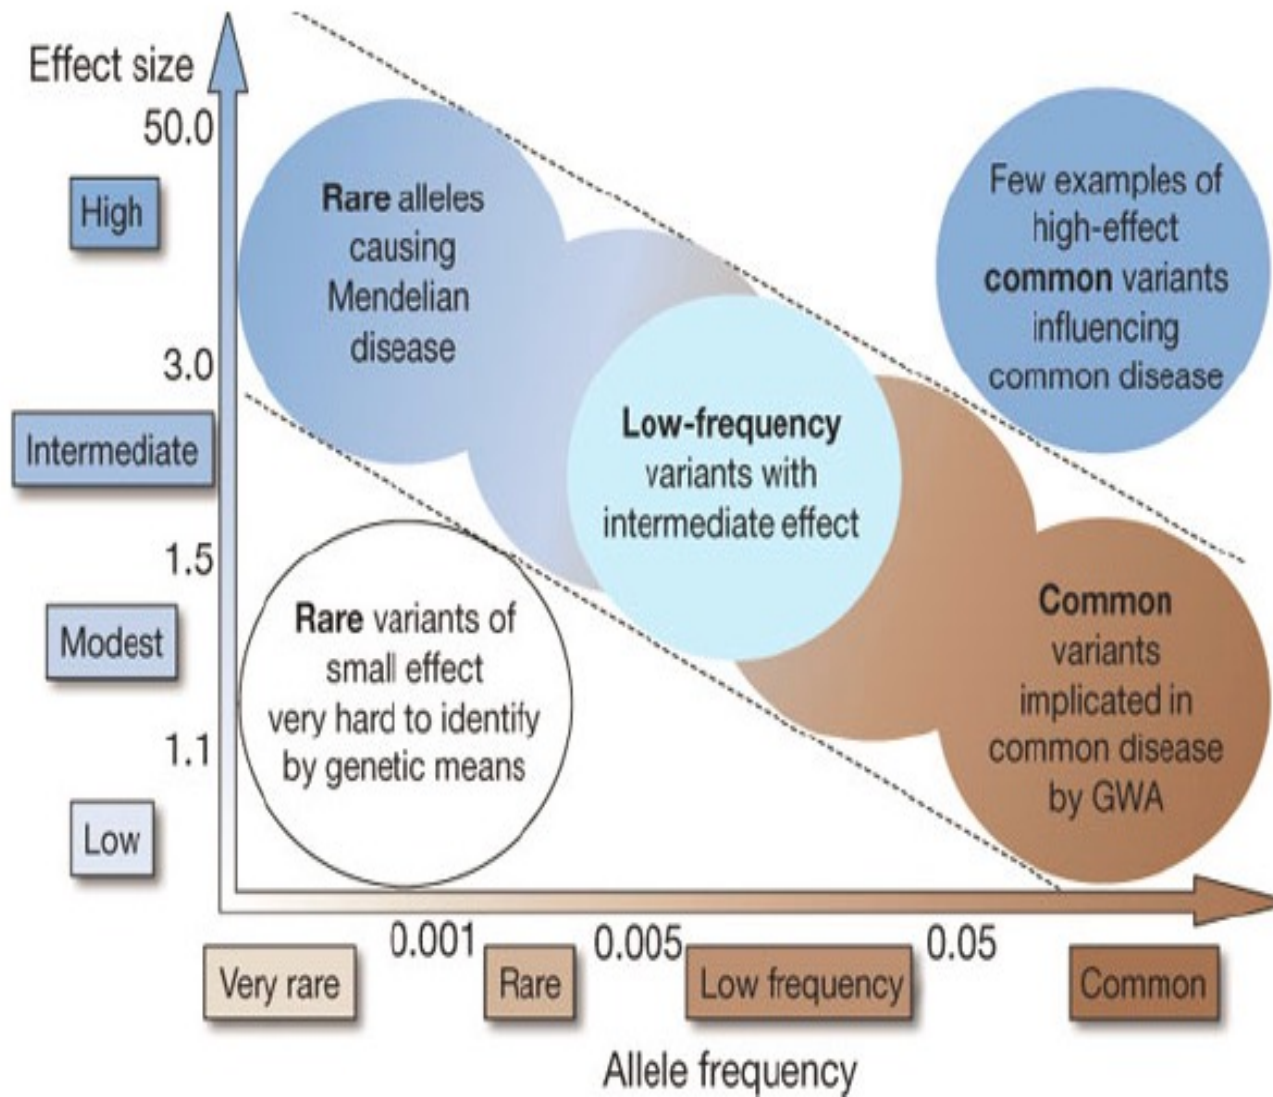 Effect size
50.0
High
3.0
Intermediate
1.5
Modest
1.1
Low
Rare alleles
causing
Mendelian
disease
Few examples of
high-effect
common variants
influencing
common disease
Low-frequency
variants with
intermediate effect
Rare variants of
small effect
very hard to identify
by genetic means
Common
variants
implicated in
common disease
by GWA
0.001
0.005
0.05
Very rare
Rare
Low frequency
Common
Allele frequency